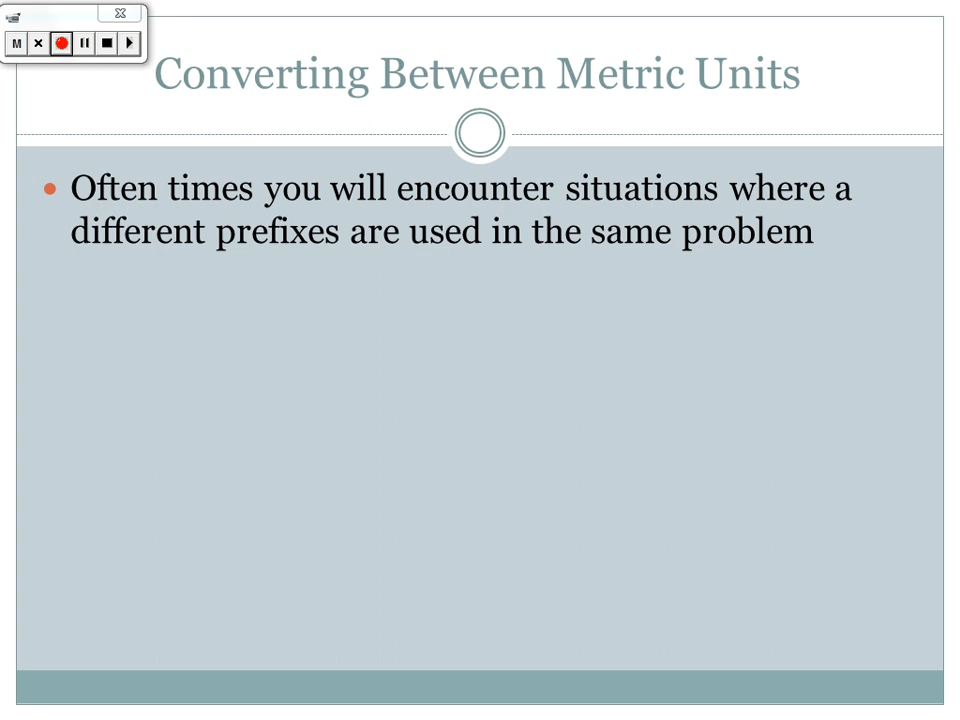 M
Converting Between Metric Units
Often times you will encounter situations where a
different prefixes are used in the same problem